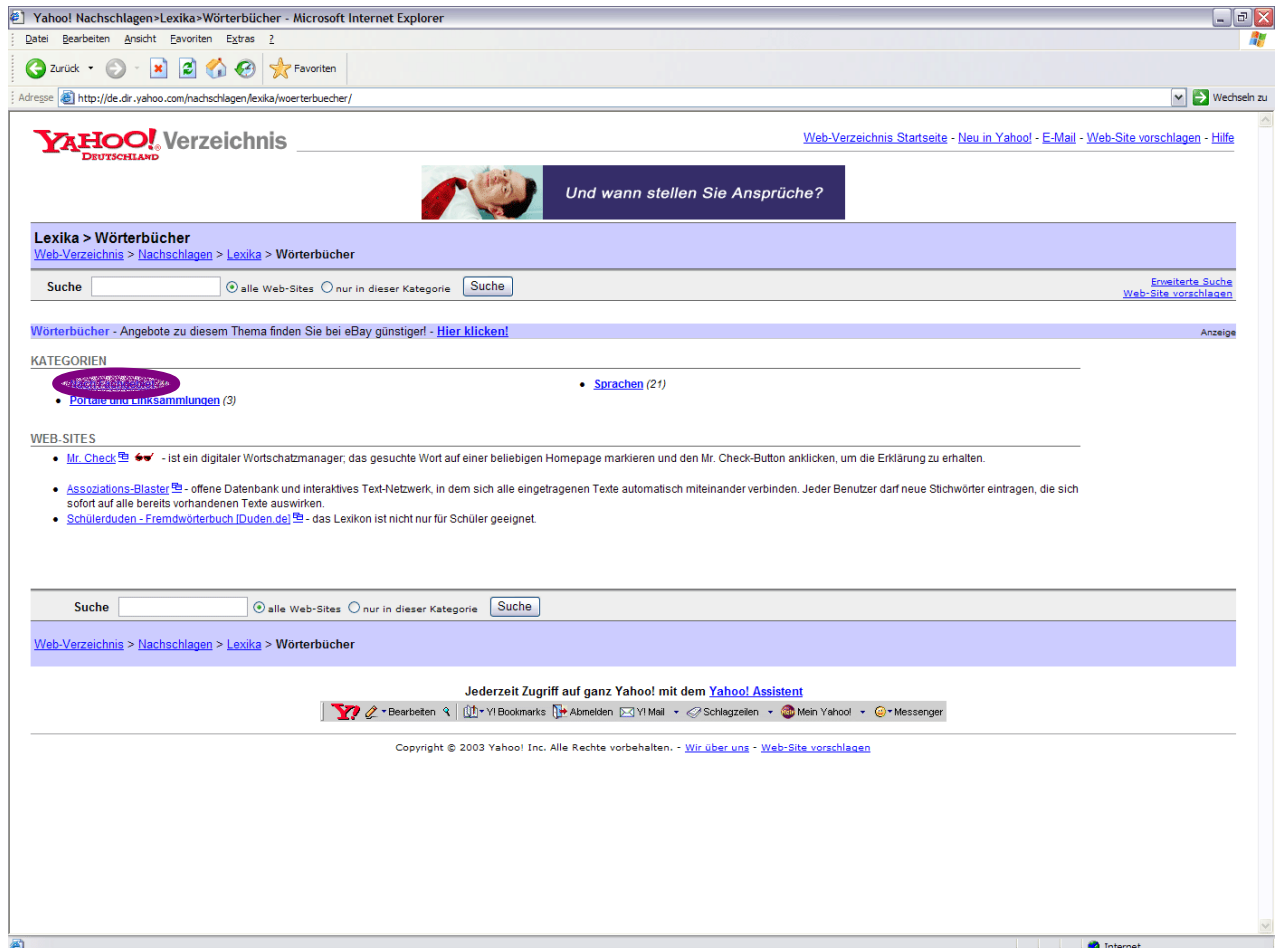 Yahoo! Nachschlagen>Lexika>Wörterbücher - Microsoft Internet Explorer
Datei Bearbeiten Ansicht Favoriten Extras ?
Zurück Favoriten
Adresse http://de.dir.yahoo.com/nachschlagen/lexika/woerterbuecher/ Wechseln zu
YAHOO! Verzeichnis
DEUTSCHLAND
Web-Verzeichnis Startseite - Neu in Yahoo! - E-Mail - Web-Site vorschlagen - Hilfe
Und wann stellen Sie Ansprüche?
Lexika > Wörterbücher
Web-Verzeichnis > Nachschlagen > Lexika > Wörterbücher
Suche alle Web-Sites nur in dieser Kategorie Suche
Erweiterte Suche
Web-Site vorschlagen
Wörterbücher - Angebote zu diesem Thema finden Sie bei eBay günstiger! - Hier klicken! Anzeige
KATEGORIEN
• Sprachen (21)
• Portale und Linksammlungen (3)
WEB-SITES
• Mr. Check - ist ein digitaler Wortschatzmanager; das gesuchte Wort auf einer beliebigen Homepage markieren und den Mr. Check-Button anklicken, um die Erklärung zu erhalten.
• Assoziations-Blaster - offene Datenbank und interaktives Text-Netzwerk, in dem sich alle eingetragenen Texte automatisch miteinander verbinden. Jeder Benutzer darf neue Stichwörter eintragen, die sich
sofort auf alle bereits vorhandenen Texte auswirken.
• Schülerduden - Fremdwörterbuch [Duden.de] - das Lexikon ist nicht nur für Schüler geeignet.
Suche alle Web-Sites nur in dieser Kategorie Suche
Web-Verzeichnis > Nachschlagen > Lexika > Wörterbücher
Jederzeit Zugriff auf ganz Yahoo! mit dem Yahoo! Assistent
Y? Bearbeiten Y! Bookmarks Abmelden Y! Mail Schlagzeilen Mein Yahoo! Messenger
Copyright © 2003 Yahoo! Inc. Alle Rechte vorbehalten. - Wir über uns - Web-Site vorschlagen
Internet